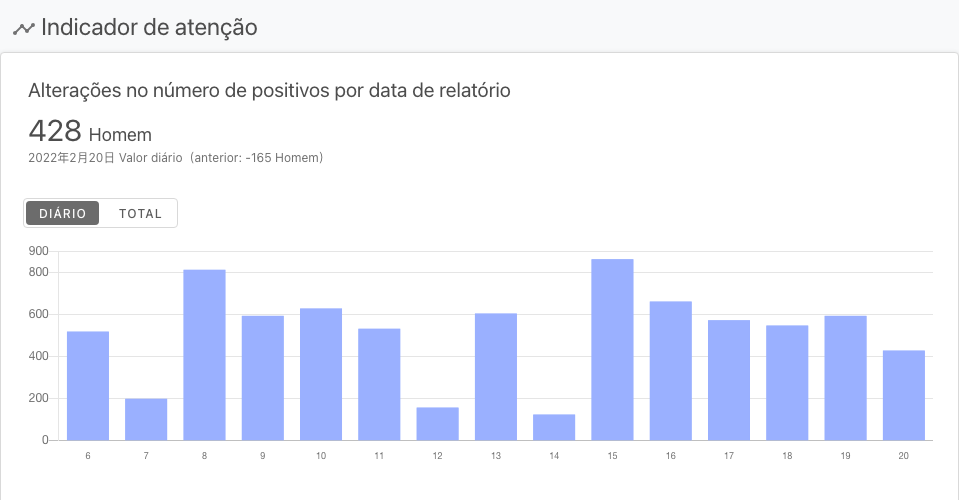 Indicador de atenção
Alterações no número de positivos por data de relatório
428 Homem
2022年2月20日 Valor diário (anterior: -165 Homem)
DIÁRIO TOTAL
900
800
600
400
200
0
6 7 8 9 10 11 12 13 14 15 16 17 18 19 20